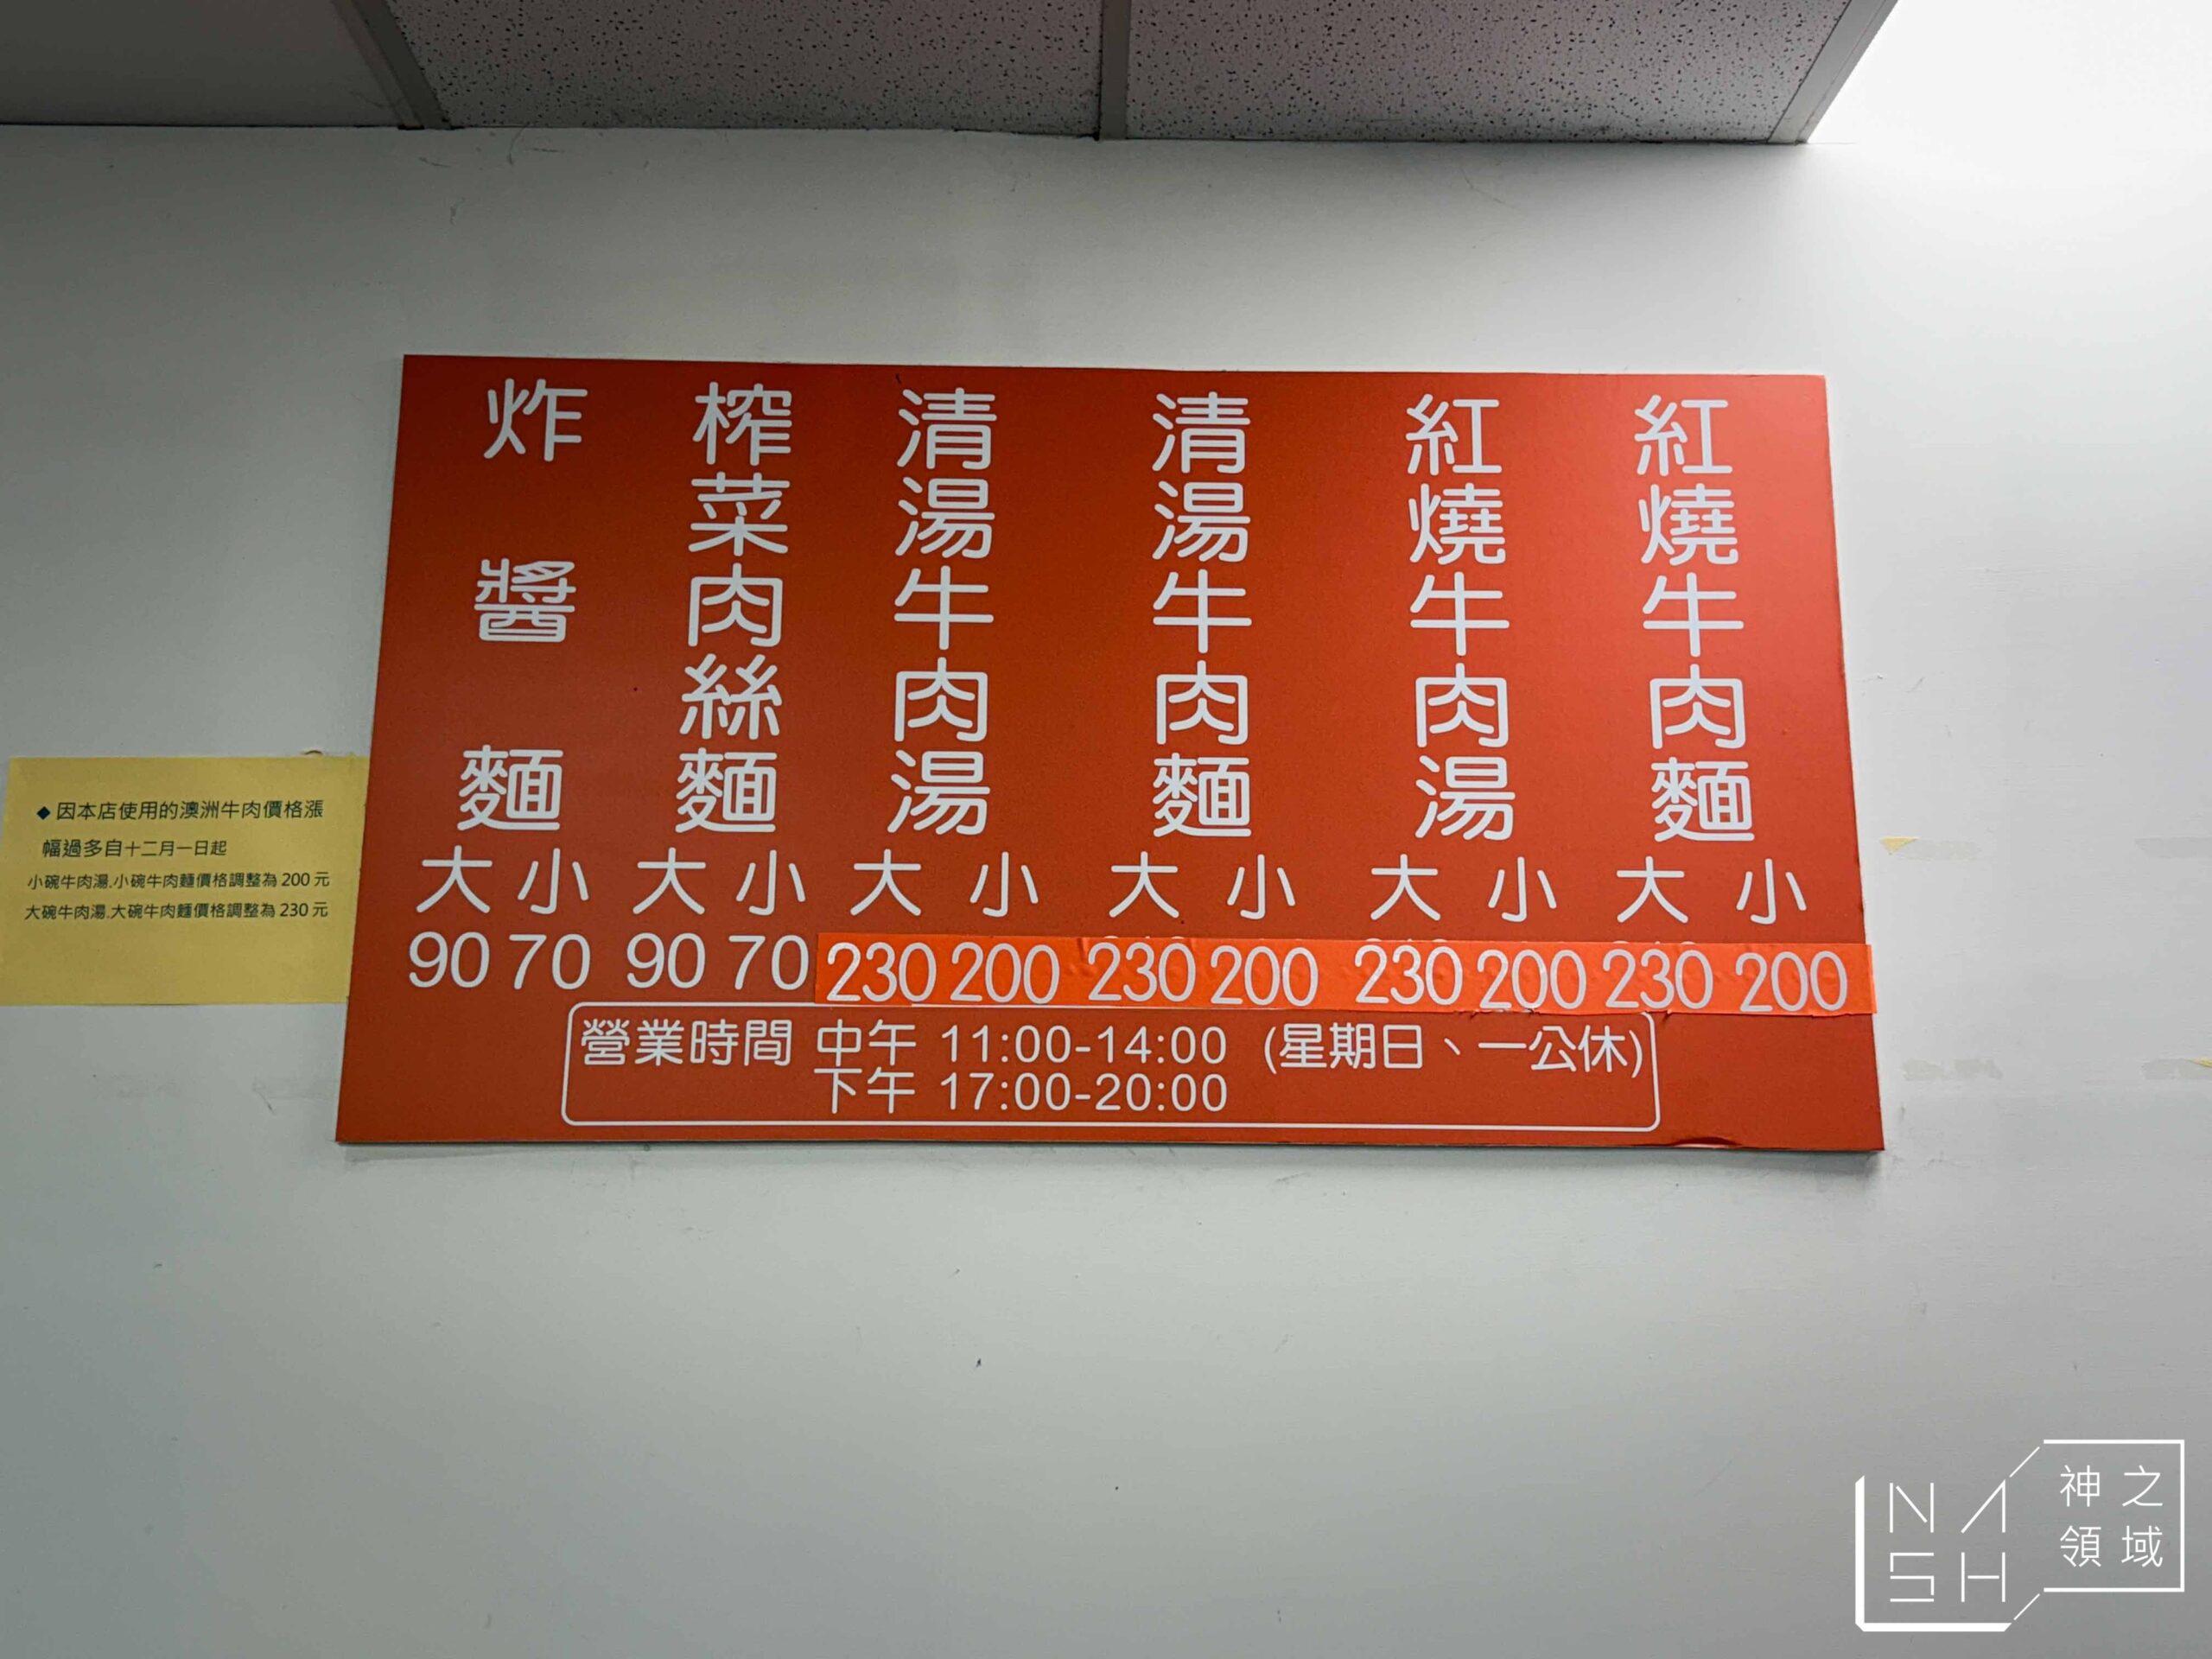 紅燒牛肉麵
大 小
230 200
紅燒牛肉湯
大 小
230 200
清湯牛肉麵
大 小
230 200
清湯牛肉湯
大 小
230 200
榨菜肉絲麵
大 小
90 70
炸醬麵
大 小
90 70
營業時間 中午 11:00-14:00 (星期日、一公休)
下午 17:00-20:00
◆因本店使用的澳洲牛肉價格漲
幅過多自十二月一日起
小碗牛肉湯.小碗牛肉麵價格調整為 200 元
大碗牛肉湯.大碗牛肉麵價格調整為 230 元
NASH
神之
領域